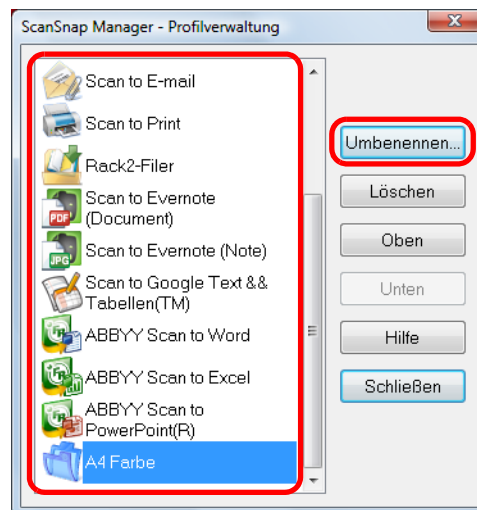 ScanSnap Manager - Profilverwaltung
Scan to E-mail
Scan to Print
Rack2-Filer
Scan to Evernote
(Document)
Scan to Evernote (Note)
Scan to Google Text &&
Tabellen(TM)
ABBYY Scan to Word
ABBYY Scan to Excel
ABBYY Scan to
PowerPoint(R)
A4 Farbe
Umbenennen...
Löschen
Oben
Unten
Hilfe
Schließen
PDF
JPG